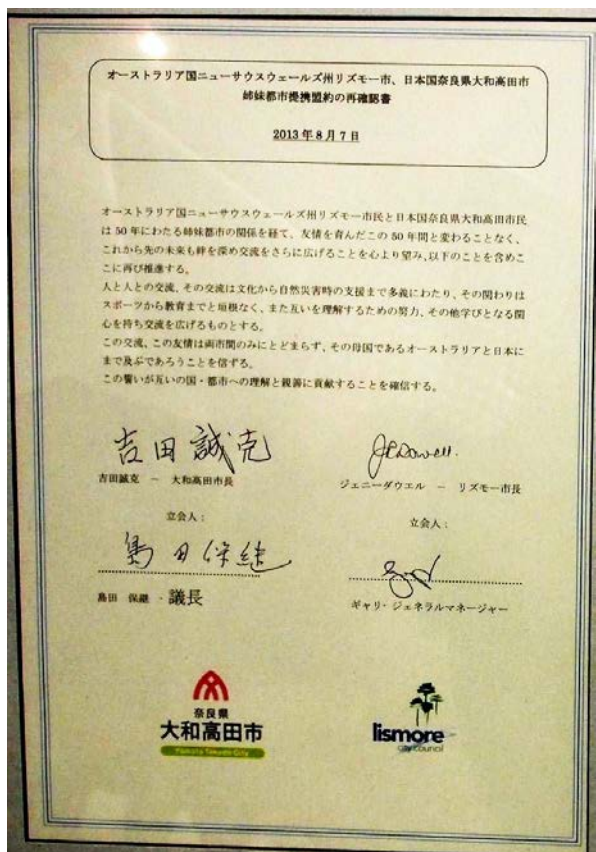 オーストラリア国ニューサウスウェールズ州リズモー市、日本国奈良県大和高田市
姉妹都市提携盟約の再確認書
2013年8月7日
オーストラリア国ニューサウスウェールズ州リズモー市民と日本国奈良県大和高田市民
は50年にわたる姉妹都市の関係を経て、友情を育んだこの50年間と変わることなく、
これから先の未来も絆を深め交流をさらに広げることを心より望み、以下のことを含めこ
こに再び推進する。
人と人との交流、その交流は文化から自然災害時の支援まで多義にわたり、その関わりは
スポーツから教育までと垣根なく、また互いを理解するための努力、その他学びとなる関
心を持ち交流を広げるものとする。
この交流、この友情は両市間のみにとどまらず、その母国であるオーストラリアと日本に
まで及ぶであろうことを信ずる。
この誓いが互いの国・都市への理解と親善に貢献することを確信する。
吉田誠克
吉田誠克 － 大和高田市長
ジェニーダウエル － リズモー市長
立会人：
立会人：
島田保継
島田 保継 - 議長
ギャリ・ジェネラルマネージャー
奈良県
大和高田市
Yamato Takada City
lismore
city council